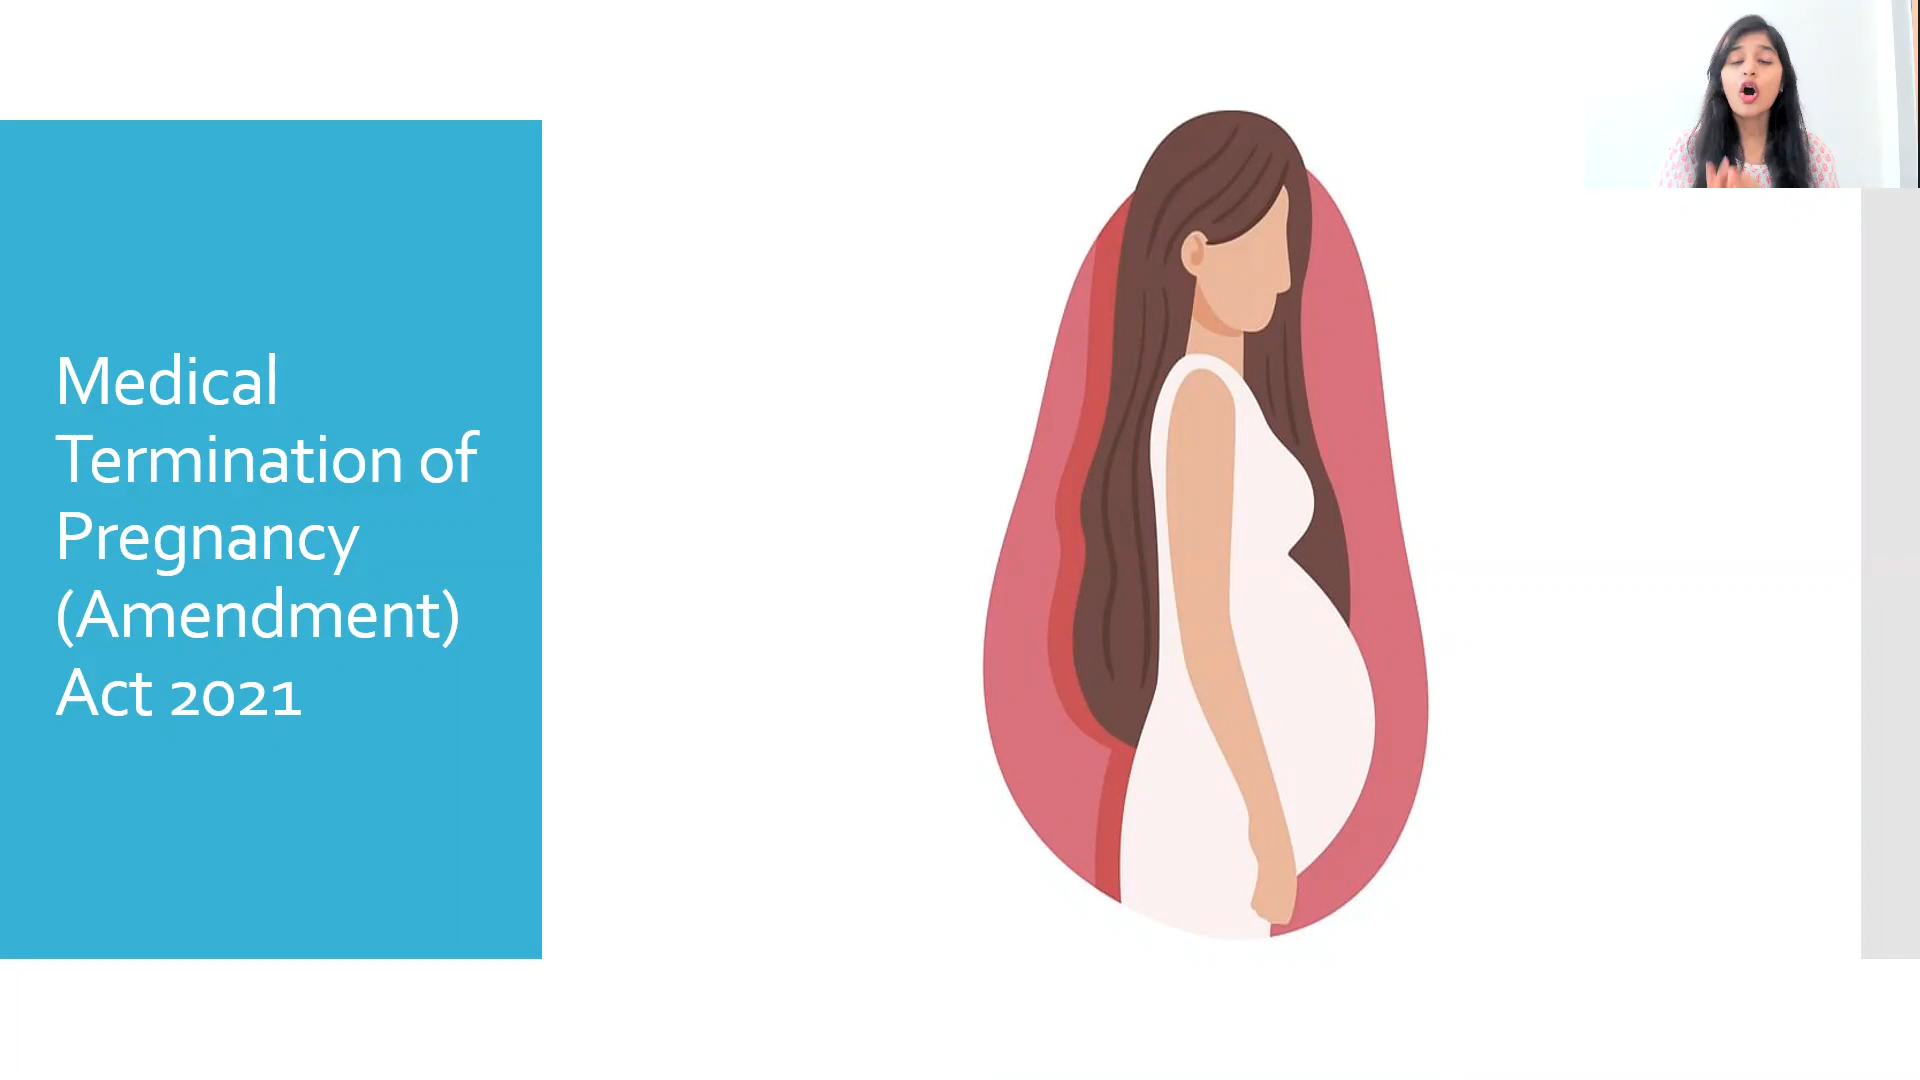 Medical
Termination of
Pregnancy
(Amendment)
Act 2021